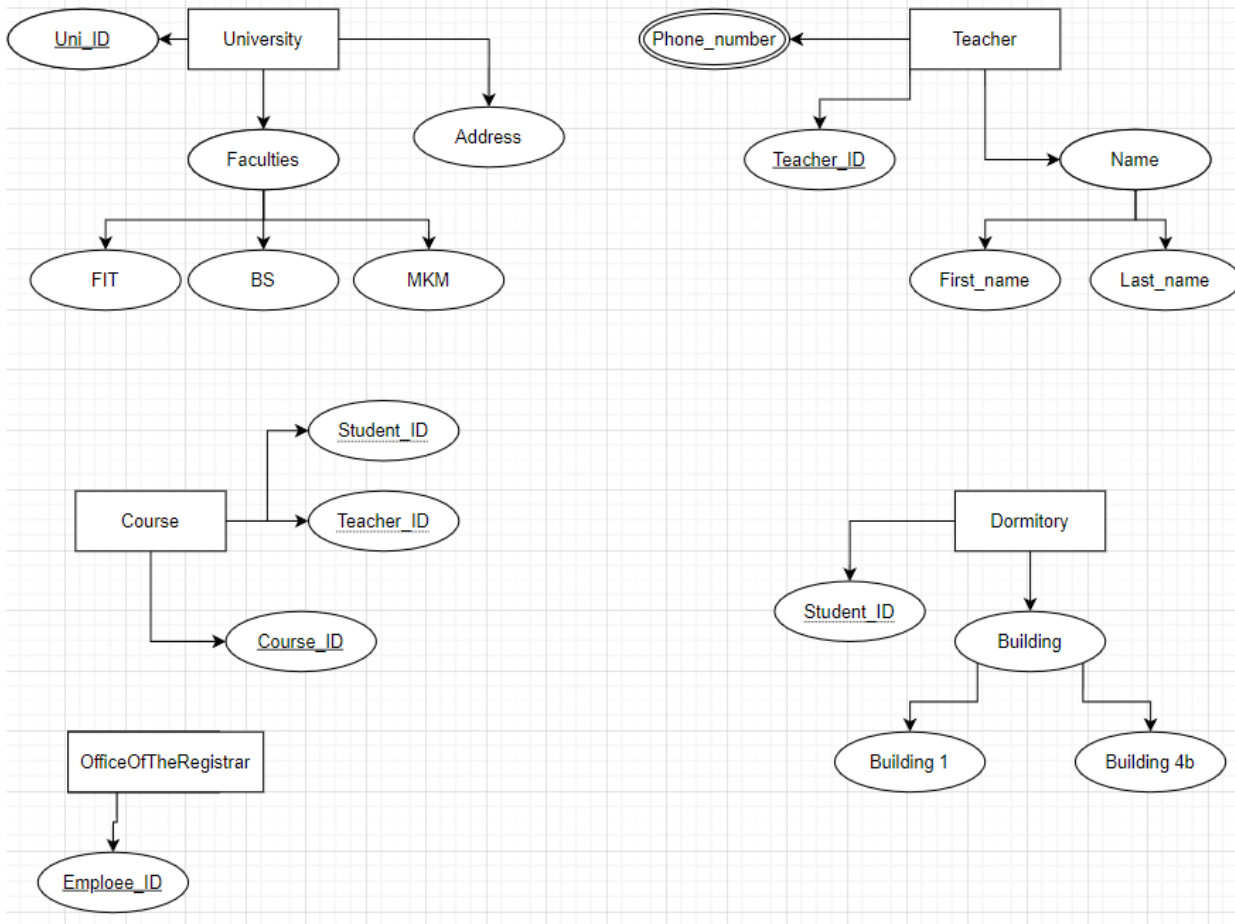 Uni_ID
University
Phone_number
Teacher
Address
Faculties
Teacher_ID
Name
FIT
BS
MKM
First_name
Last_name
Student_ID
Course
Teacher_ID
Dormitory
Student_ID
Course_ID
Building
OfficeOfTheRegistrar
Building 1
Building 4b
Emploee_ID